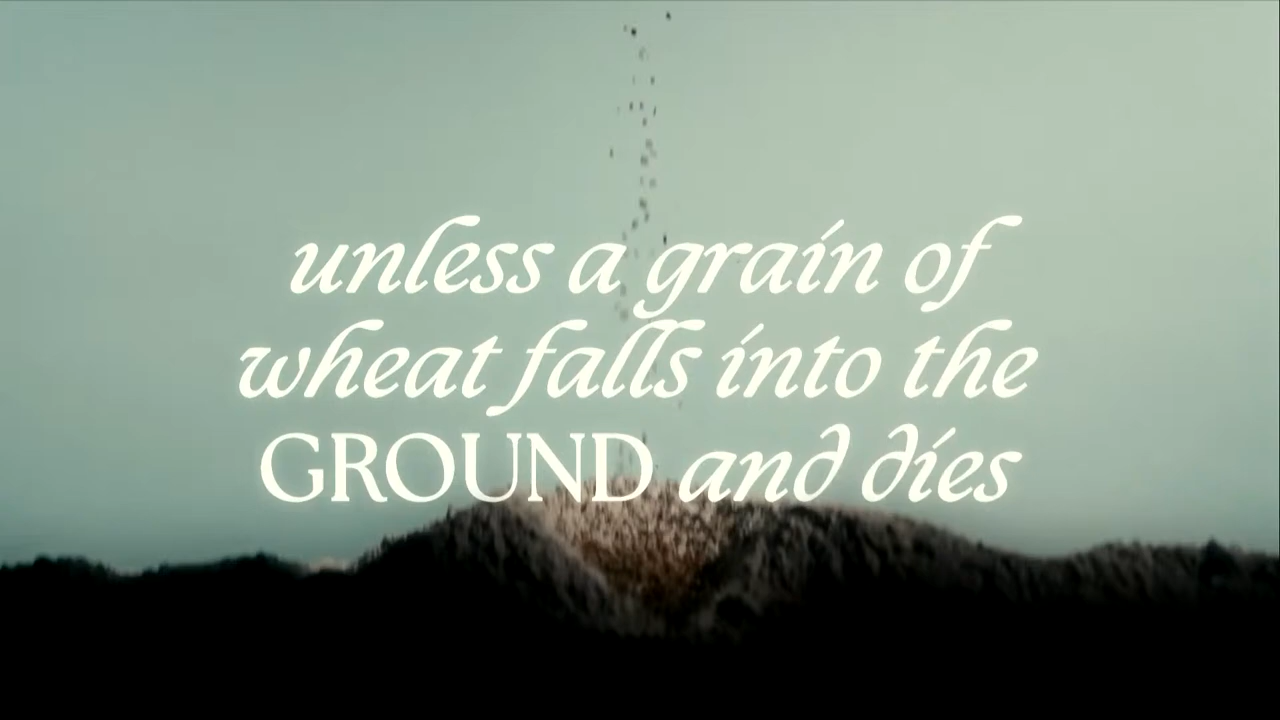 unless a grain of
wheat falls into the
GROUND and dies